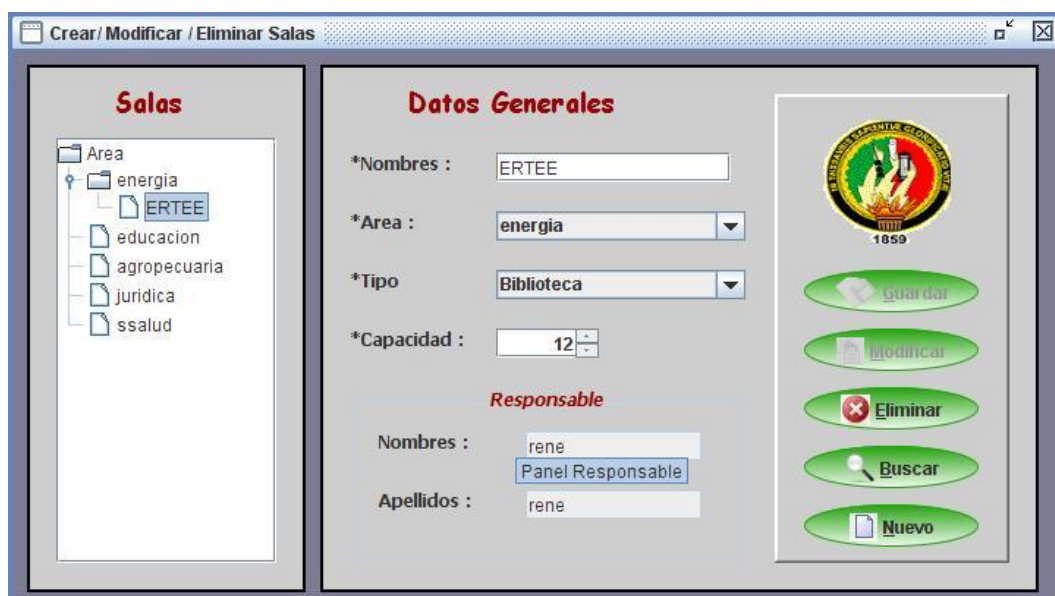 Crear/ Modificar / Eliminar Salas
Salas
Area
energia
ERTEE
educacion
agropecuaria
juridica
ssalud
Datos Generales
*Nombres : ERTEE
*Area : energia
*Tipo Biblioteca
*Capacidad : 12
Responsable
Nombres : rene
Panel Responsable
Apellidos : rene
1859
Guardar
Modificar
Eliminar
Buscar
Nuevo